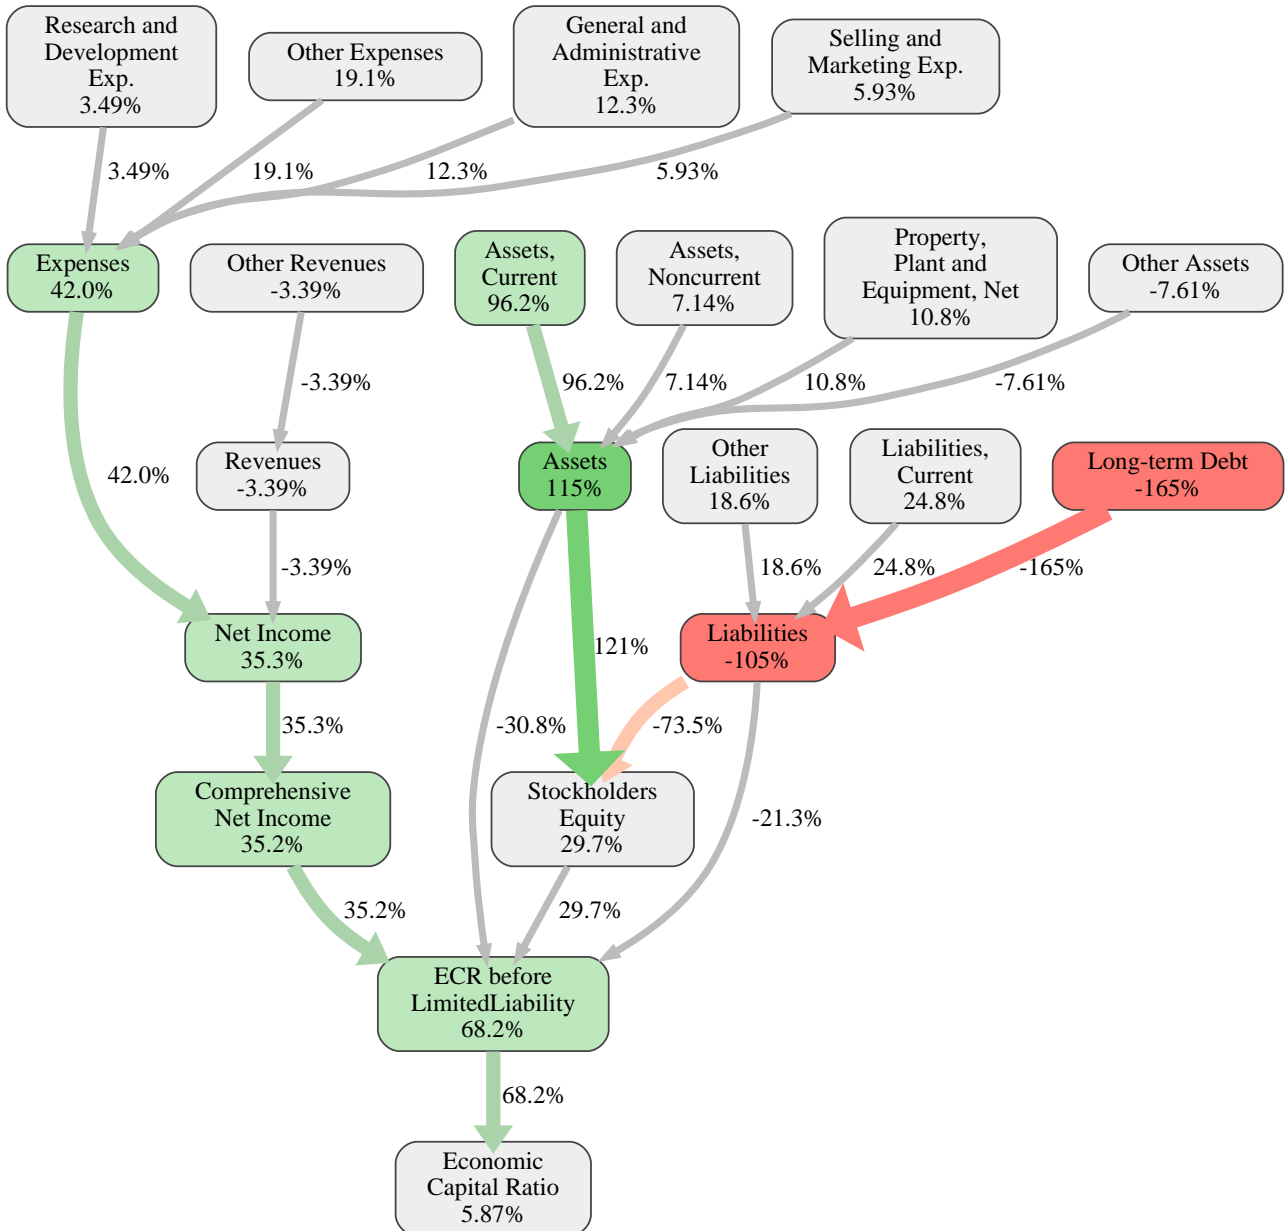 Research and
Development
Exp.
3.49%
Other Expenses
19.1%
General and
Administrative
Exp.
12.3%
Selling and
Marketing Exp.
5.93%
3.49%
19.1%
12.3%
5.93%
Expenses
42.0%
Other Revenues
-3.39%
Assets,
Current
96.2%
Assets,
Noncurrent
7.14%
Property,
Plant and
Equipment, Net
10.8%
Other Assets
-7.61%
-3.39%
96.2%
7.14%
10.8%
-7.61%
42.0%
Revenues
-3.39%
Assets
115%
Other
Liabilities
18.6%
Liabilities,
Current
24.8%
Long-term Debt
-165%
-3.39%
18.6%
24.8%
-165%
Net Income
35.3%
121%
Liabilities
-105%
35.3%
-30.8%
-73.5%
Comprehensive
Net Income
35.2%
Stockholders
Equity
29.7%
-21.3%
35.2%
29.7%
ECR before
LimitedLiability
68.2%
68.2%
Economic
Capital Ratio
5.87%